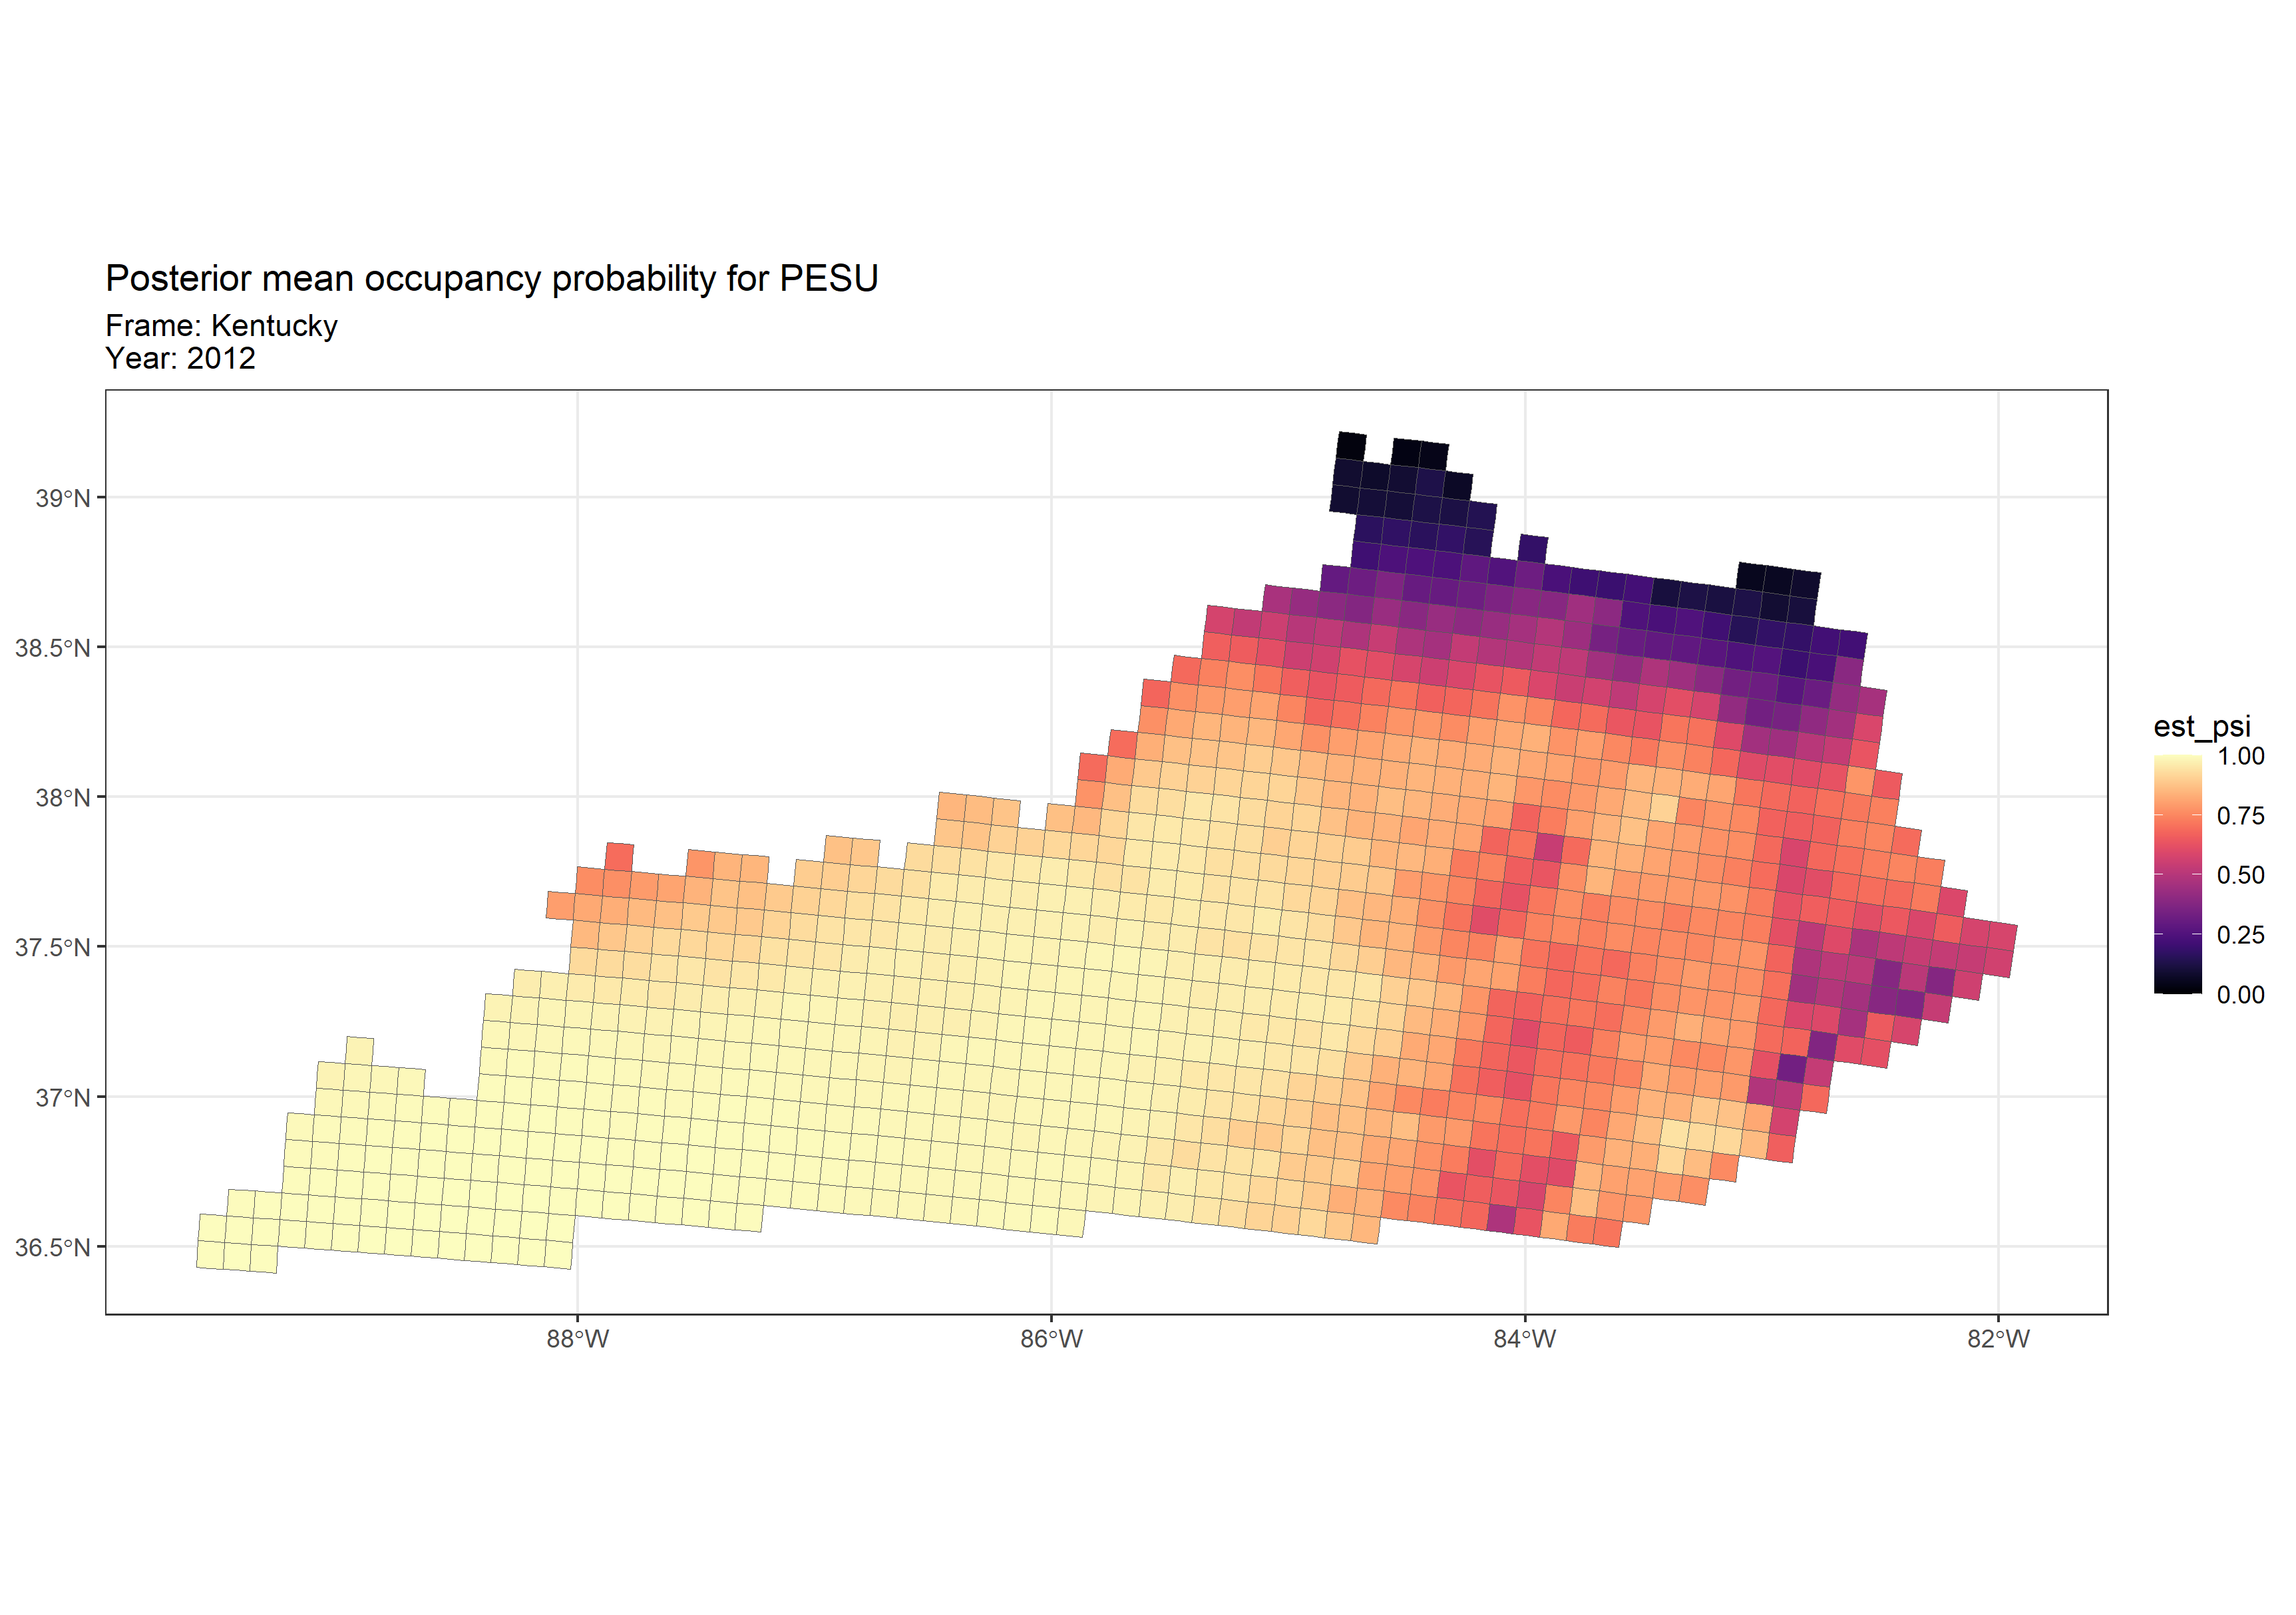 Posterior mean occupancy probability for PESU
Frame: Kentucky
Year: 2012
39°N
38.5°N
38°N
37.5°N
37°N
36.5°N
88°W
86°W
84°W
82°W
est_psi
1.00
0.75
0.50
0.25
0.00